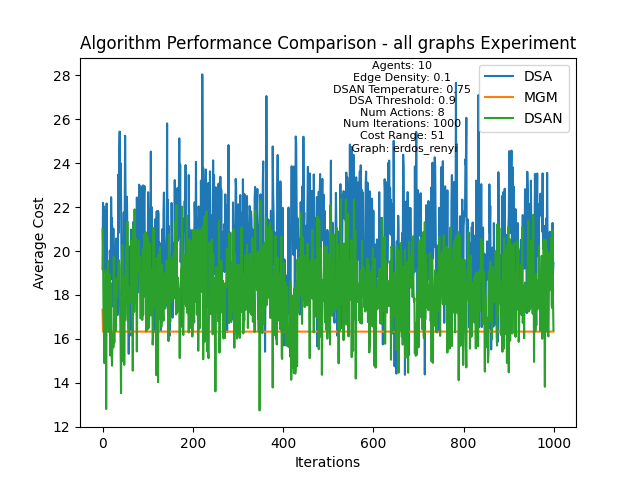 Algorithm Performance Comparison - all graphs Experiment
Agents: 10
Edge Density: 0.1
DSAN Temperature: 0.75
DSA Threshold: 0.9
Num Actions: 8
Num Iterations: 1000
Cost Range: 51
Graph: erdos_renyi
DSA
MGM
DSAN
28
26
24
22
20
18
16
14
12
Average Cost
0
200
400
600
800
1000
Iterations